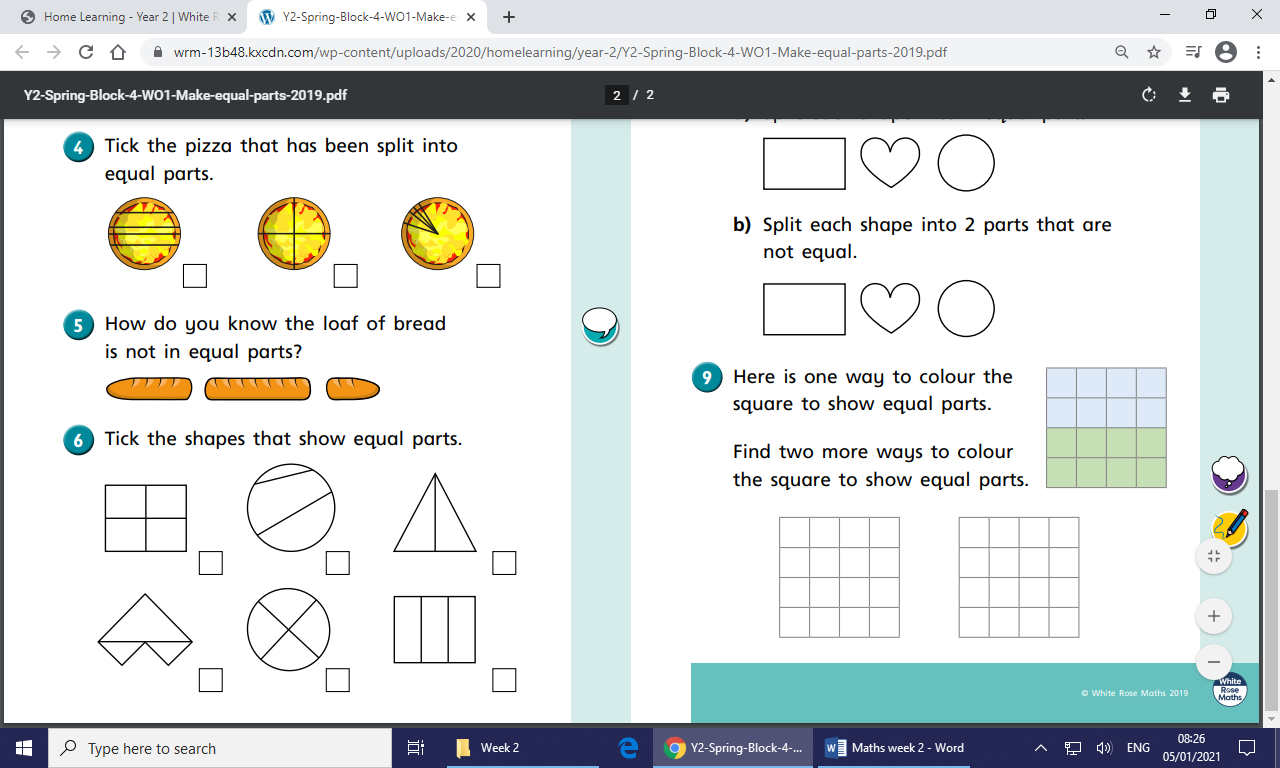 Home Learning - Year 2 | White R
Y2-Spring-Block-4-WO1-Make-e
wrm-13b48.kxcdn.com/wp-content/uploads/2020/homelearning/year-2/Y2-Spring-Block-4-WO1-Make-equal-parts-2019.pdf
Y2-Spring-Block-4-WO1-Make-equal-parts-2019.pdf
2 / 2
4 Tick the pizza that has been split into
equal parts.
5 How do you know the loaf of bread
is not in equal parts?
6 Tick the shapes that show equal parts.
b) Split each shape into 2 parts that are
not equal.
9 Here is one way to colour the
square to show equal parts.
Find two more ways to colour
the square to show equal parts.
© White Rose Maths 2019
White
Rose
Maths
Type here to search
Week 2
Y2-Spring-Block-4-...
Maths week 2 - Word
ENG
08:26
05/01/2021